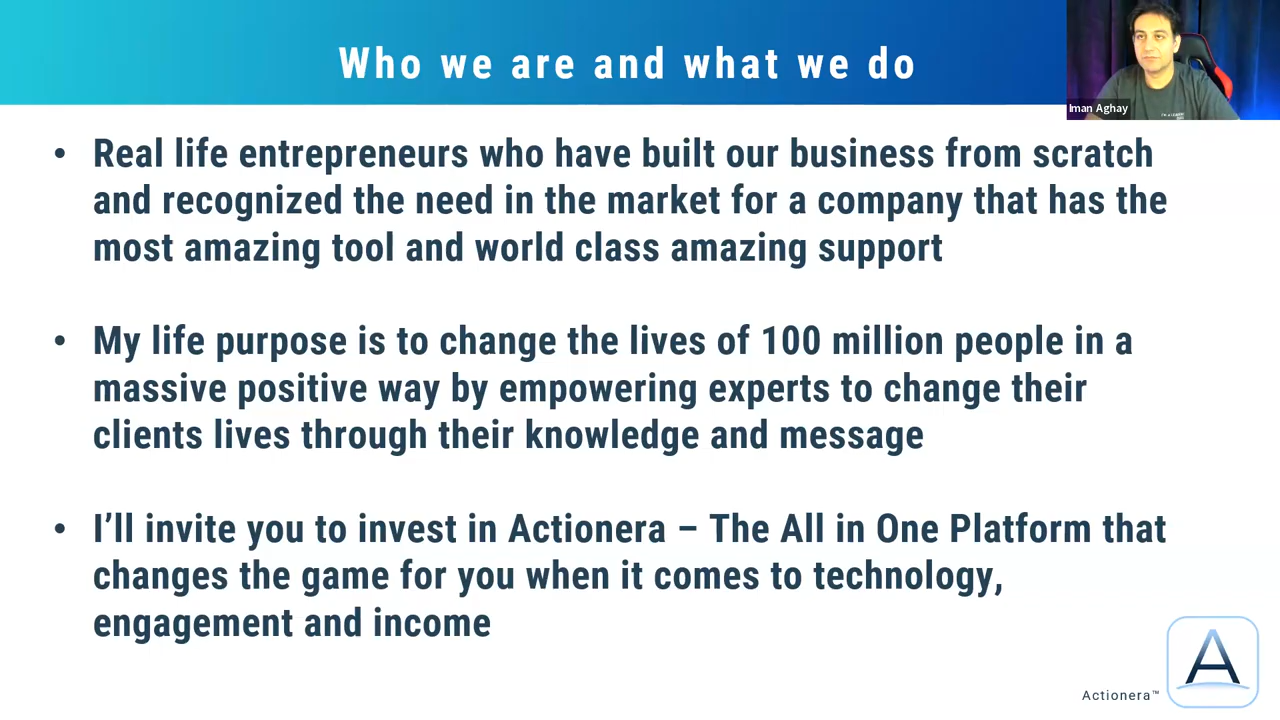 Who we are and what we do
Iman Aghay
• Real life entrepreneurs who have built our business from scratch
and recognized the need in the market for a company that has the
most amazing tool and world class amazing support
• My life purpose is to change the lives of 100 million people in a
massive positive way by empowering experts to change their
clients lives through their knowledge and message
• I’ll invite you to invest in Actionera – The All in One Platform that
changes the game for you when it comes to technology,
engagement and income
Actionera™
A